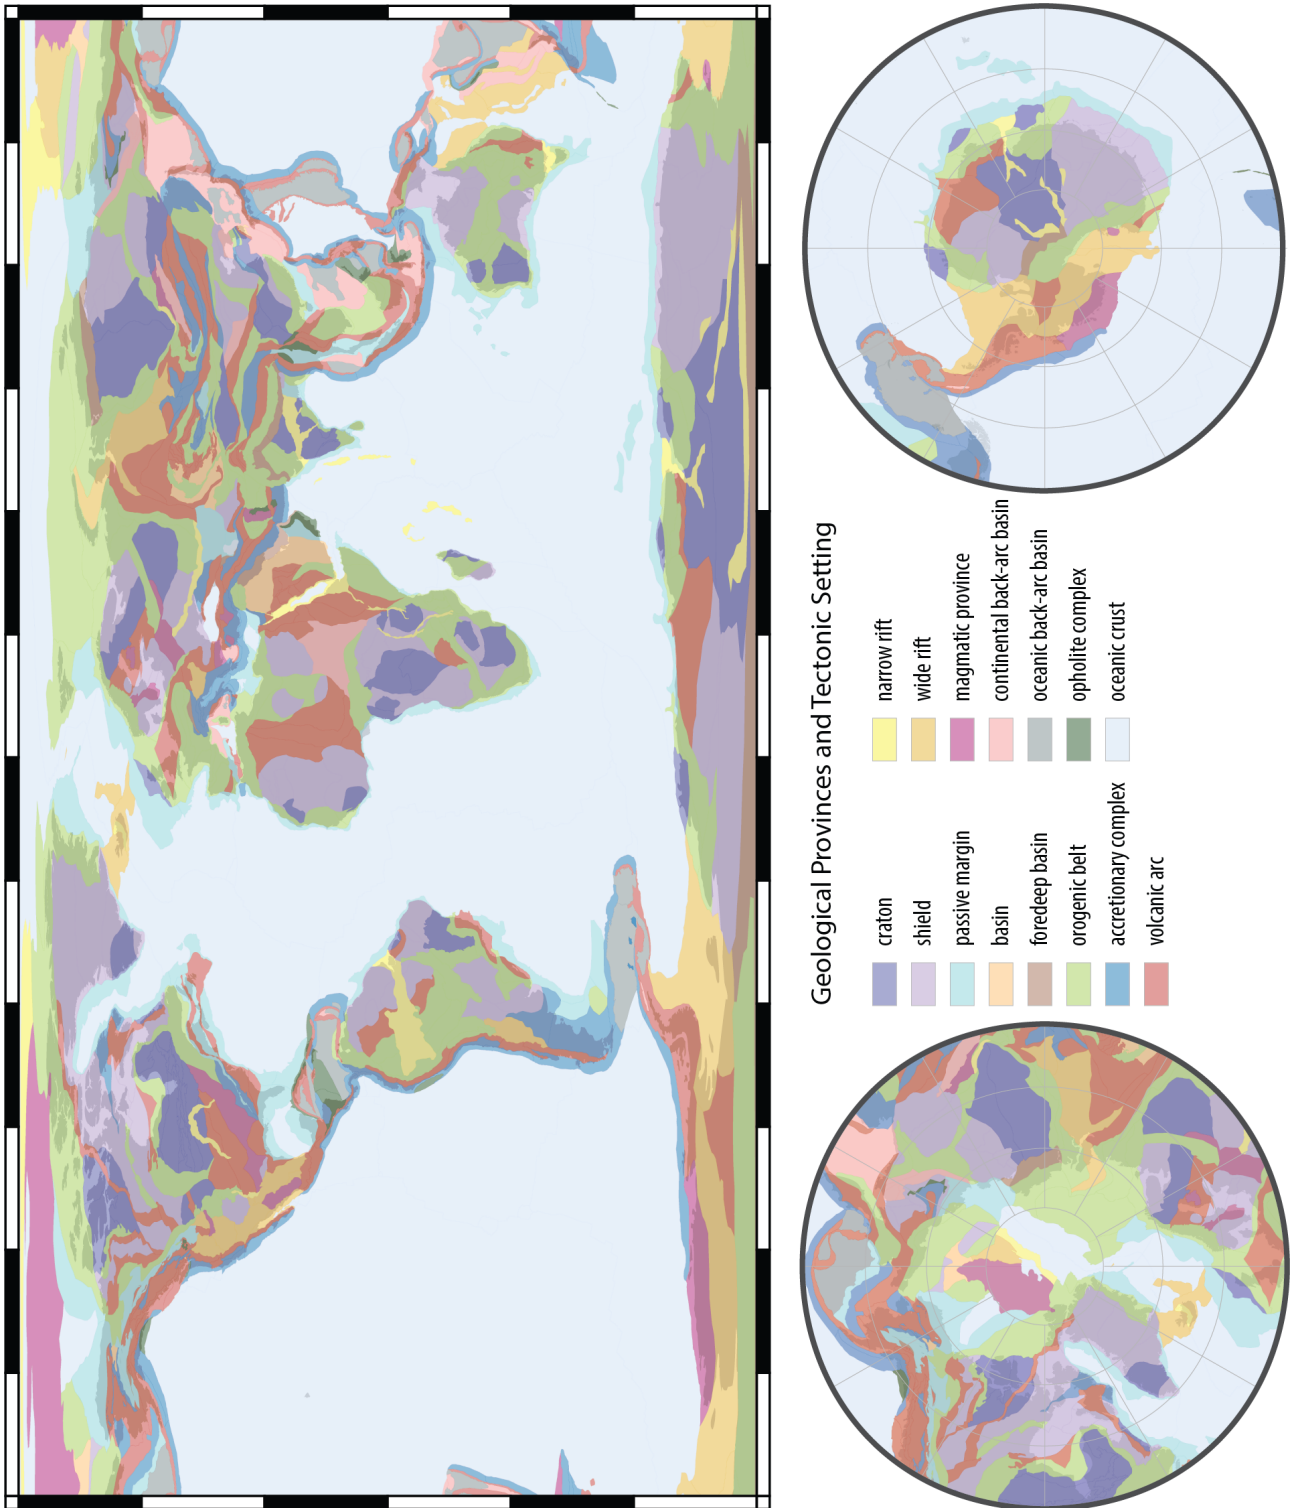 Geological Provinces and Tectonic Setting
craton
shield
passive margin
basin
foredeep basin
orogenic belt
accretionary complex
volcanic arc
narrow rift
wide rift
magmatic province
continental back-arc basin
oceanic back-arc basin
opholite complex
oceanic crust